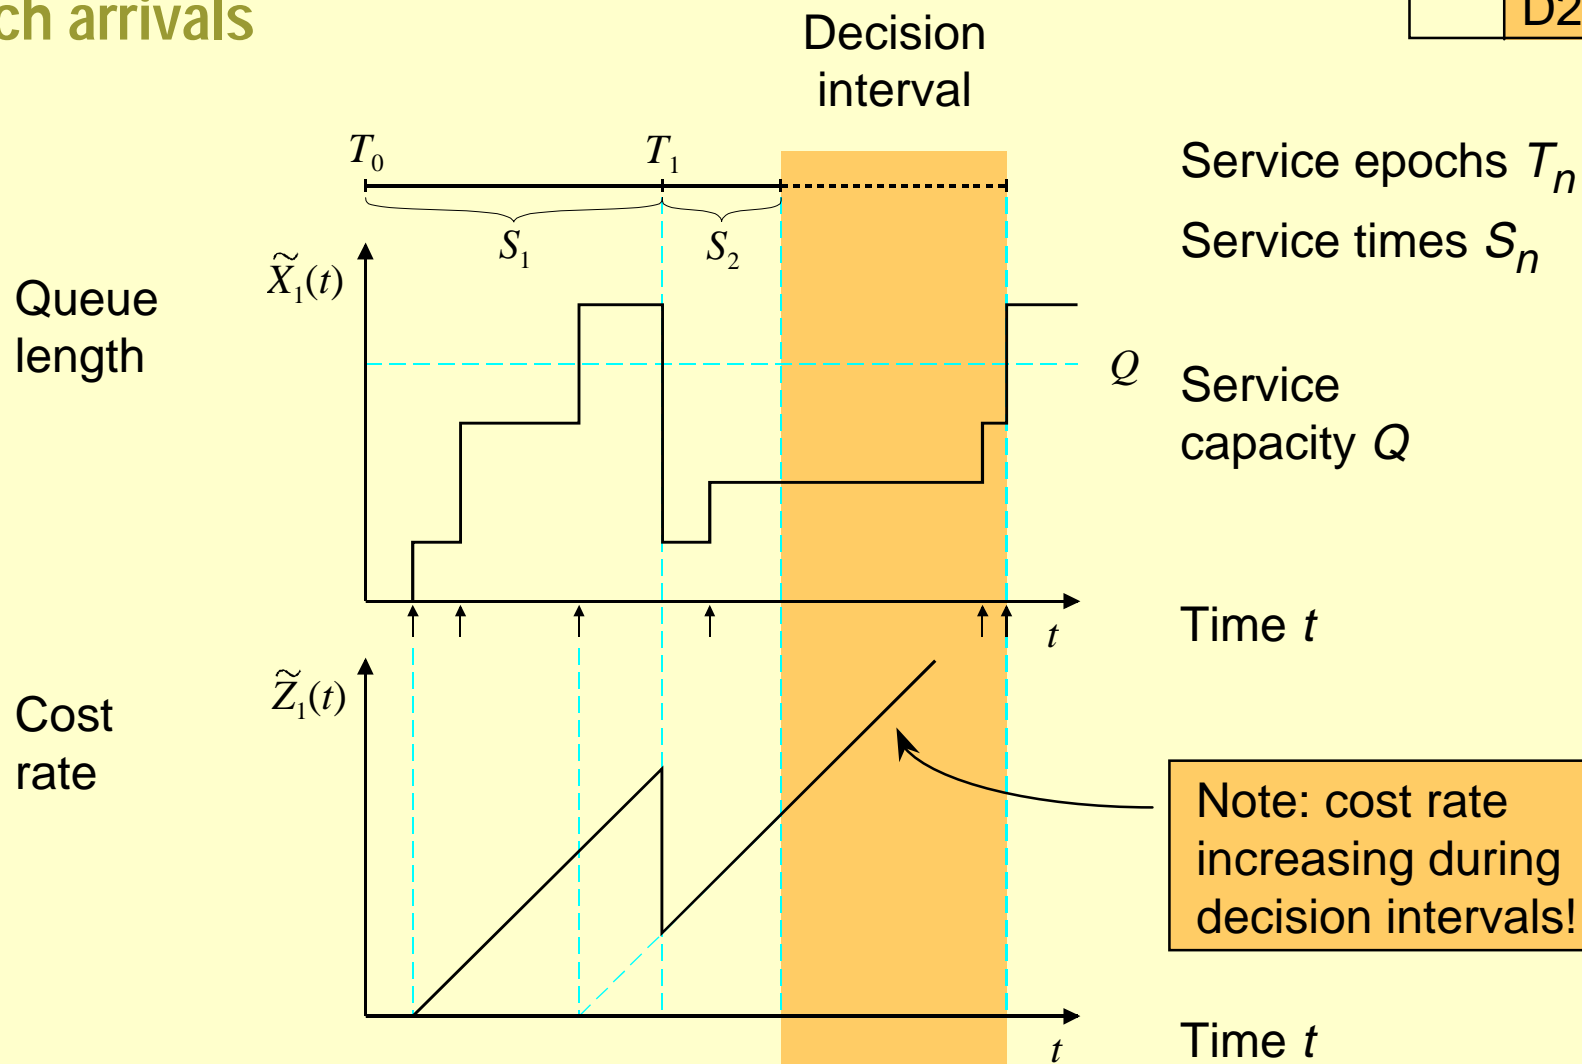 ch arrivals
D2
Decision
interval
T₀
T₁
S₁
S₂
Service epochs Tₙ
Service times Sₙ
Queue
length
X̃₁(t)
Q
Service
capacity Q
t
Time t
Cost
rate
Z̃₁(t)
Note: cost rate
increasing during
decision intervals!
t
Time t